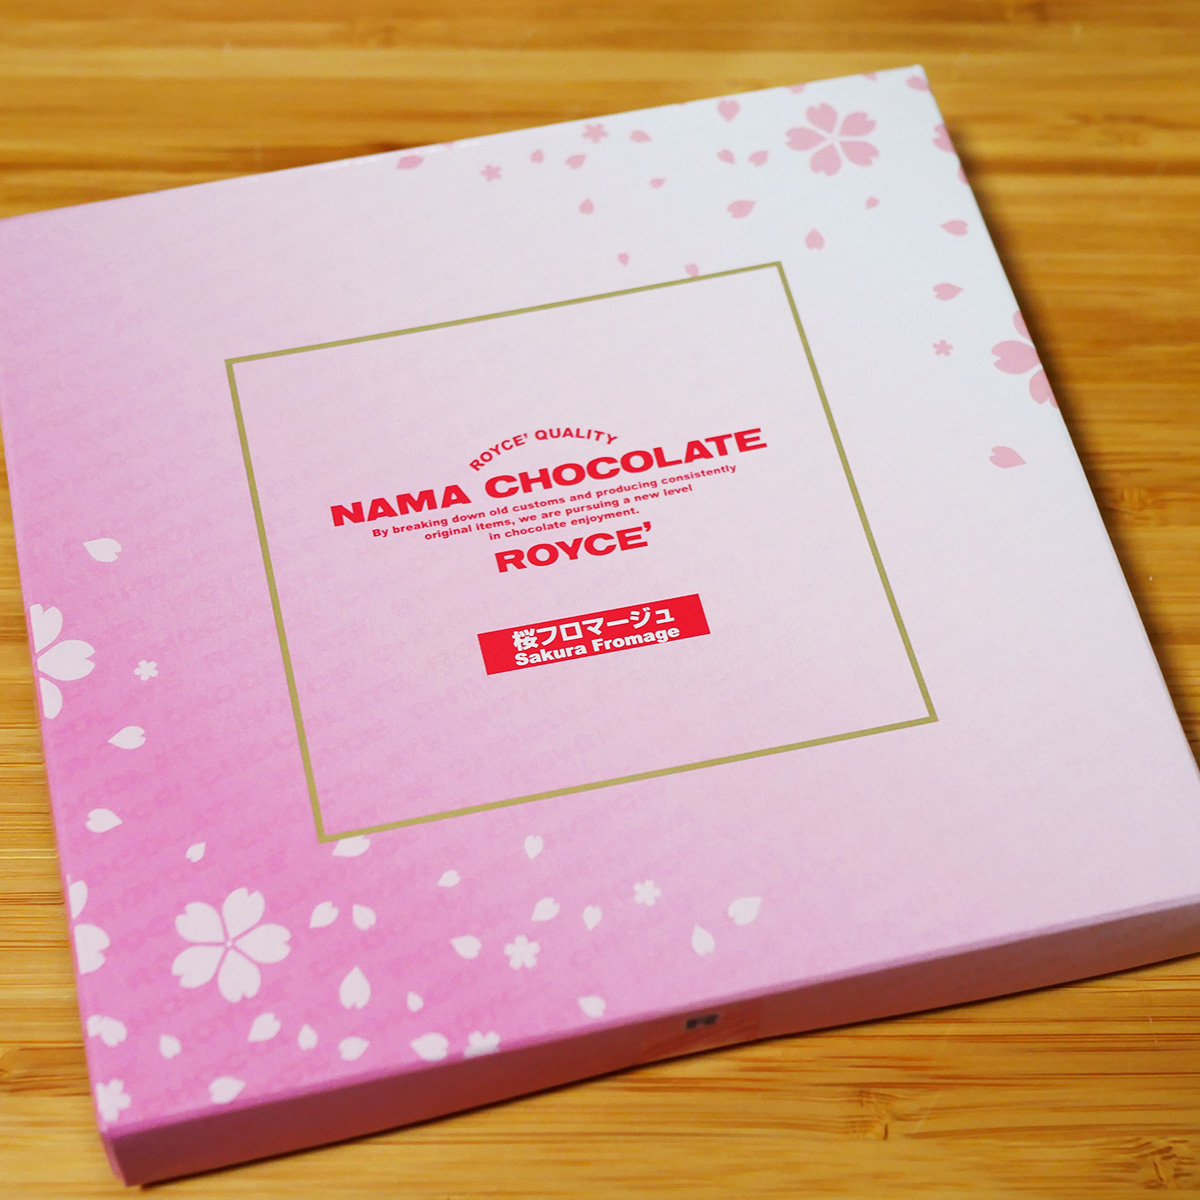 ROYCE' QUALITY
NAMA CHOCOLATE
By breaking down old customs and producing consistently
original items, we are pursuing a new level
in chocolate enjoyment.
ROYCE'
桜フロマージュ
Sakura Fromage
R